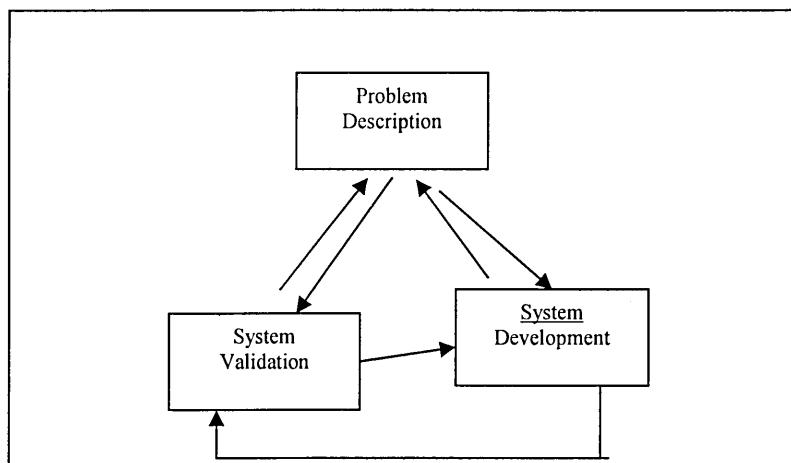 Problem
Description
System
Validation
System
Development